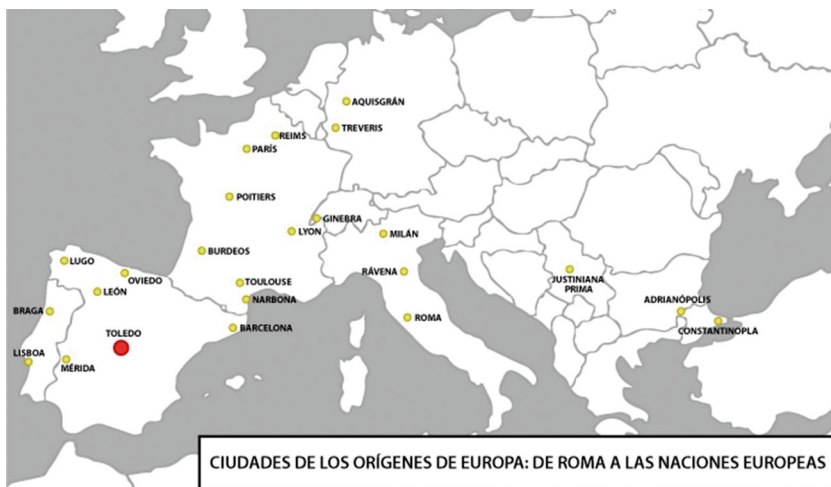 AQUISGRÁN
TREVERIS
REIMS
PARÍS
POITIERS
GINEBRA
LYON
MILÁN
BURDEOS
LUGO
OVIEDO
TOULOUSE
RÁVENA
JUSTINIANA
PRIMA
LEÓN
NARBONA
ADRIANÓPOLIS
BRAGA
ROMA
CONSTANTINOPLA
TOLEDO
BARCELONA
LISBOA
MÉRIDA
CIUDADES DE LOS ORÍGENES DE EUROPA: DE ROMA A LAS NACIONES EUROPEAS